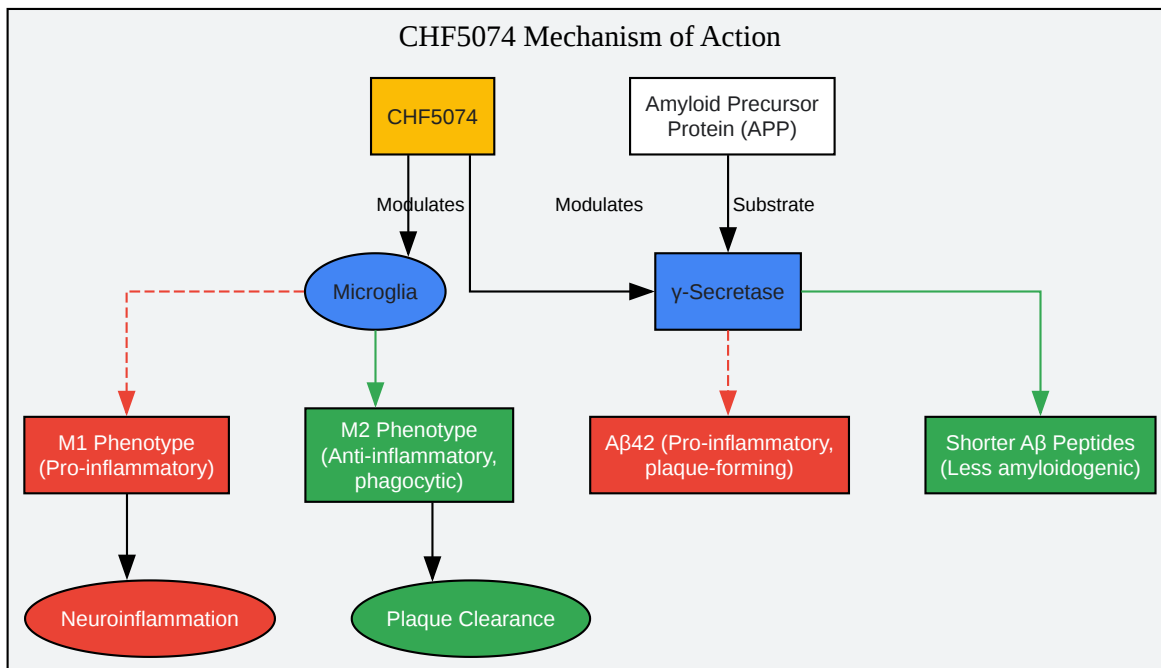 CHF5074 Mechanism of Action
CHF5074
Amyloid Precursor
Protein (APP)
Modulates
Modulates
Substrate
Microglia
γ-Secretase
M1 Phenotype
(Pro-inflammatory)
M2 Phenotype
(Anti-inflammatory,
phagocytic)
Aβ42 (Pro-inflammatory,
plaque-forming)
Shorter Aβ Peptides
(Less amyloidogenic)
Neuroinflammation
Plaque Clearance